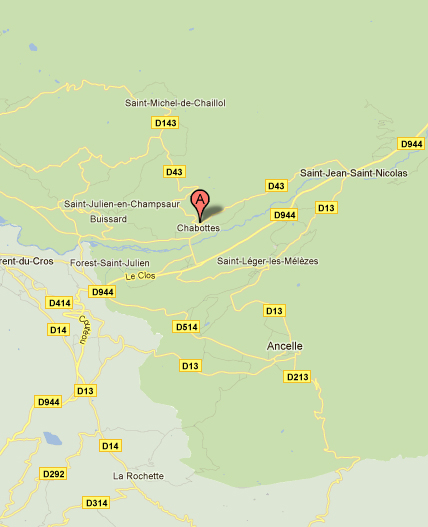 Saint-Michel-de-Chaillol
D143
D944
D43
Saint-Jean-Saint-Nicolas
D43
Saint-Julien-en-Champsaur
A
D13
Buissard
D944
Chabottes
rent-du-Cros
Forest-Saint-Julien
Saint-Léger-les-Mélèzes
Le Clos
D944
D414
D13
D14
Couteau
D514
Ancelle
D13
D213
D13
D944
D14
D292
La Rochette
D314